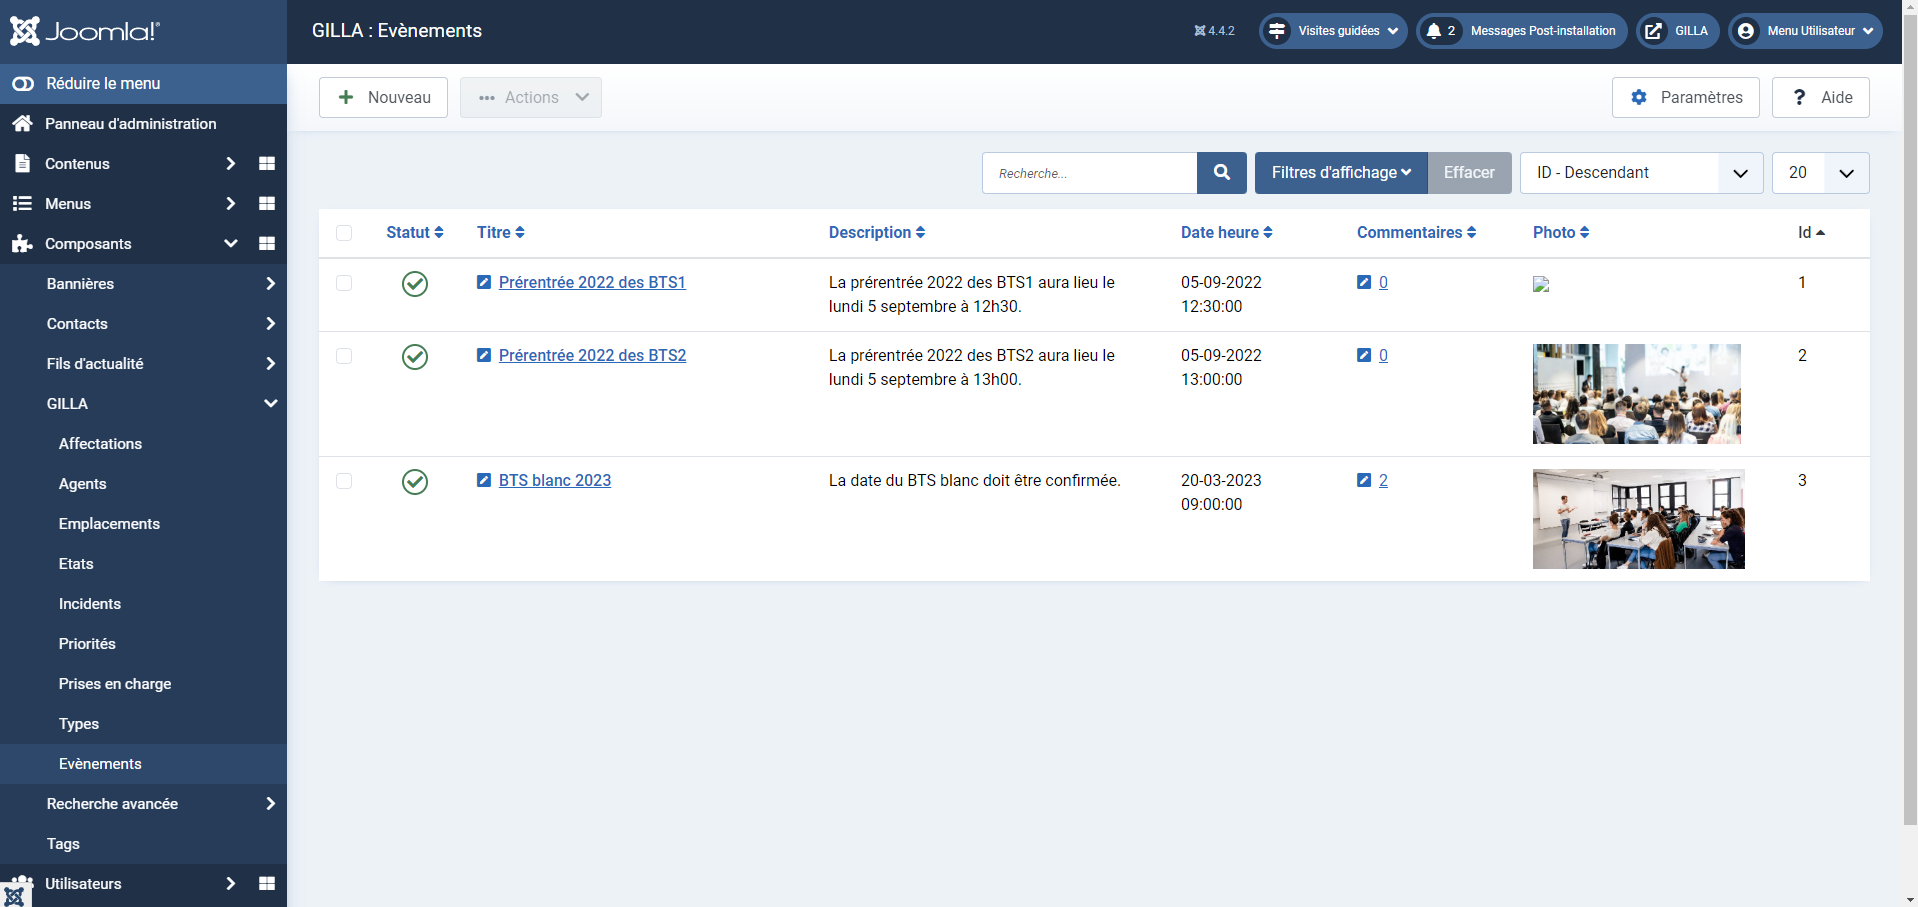 Joomla!®
GILLA : Evènements
4.4.2
Visites guidées
2 Messages Post-installation
GILLA
Menu Utilisateur
Réduire le menu
Panneau d'administration
Contenus
Menus
Composants
Bannières
Contacts
Fils d'actualité
GILLA
Affectations
Agents
Emplacements
Etats
Incidents
Priorités
Prises en charge
Types
Evènements
Recherche avancée
Tags
Utilisateurs
Nouveau
Actions
Paramètres
? Aide
Recherche...
Filtres d'affichage
Effacer
ID - Descendant
20
Statut Titre Description Date heure Commentaires Photo Id
Prérentrée 2022 des BTS1 La prérentrée 2022 des BTS1 aura lieu le 05-09-2022 0 1
lundi 5 septembre à 12h30. 12:30:00
Prérentrée 2022 des BTS2 La prérentrée 2022 des BTS2 aura lieu le 05-09-2022 0 2
lundi 5 septembre à 13h00. 13:00:00
BTS blanc 2023 La date du BTS blanc doit être confirmée. 20-03-2023 2 3
09:00:00